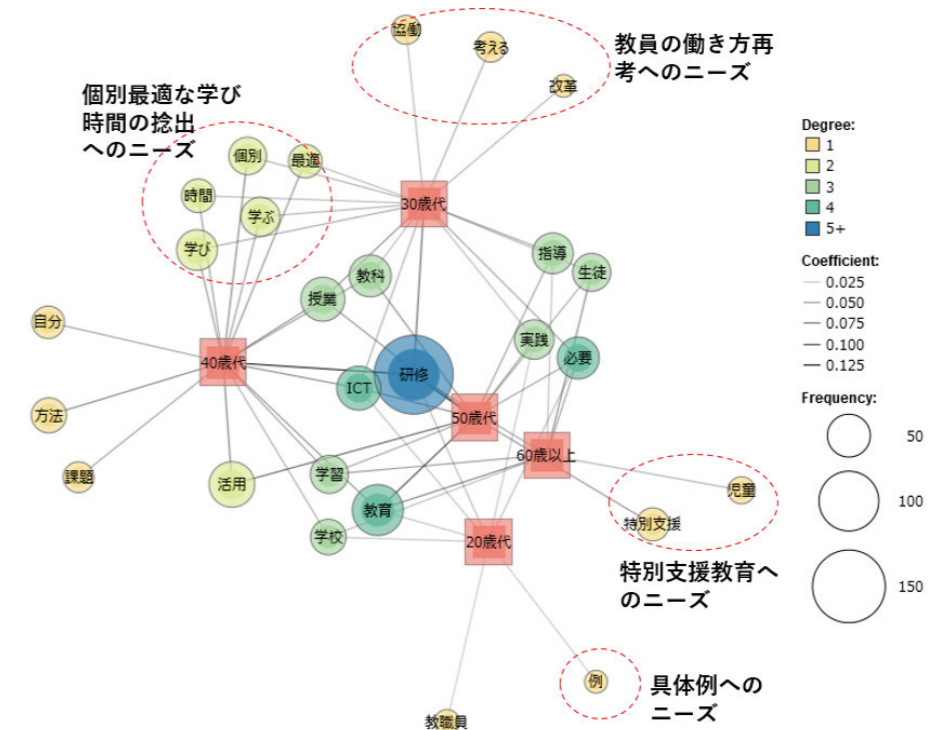 協働
考える
改革
教員の働き方再
考へのニーズ
個別最適な学び
時間の捻出
へのニーズ
個別
最適
時間
学ぶ
学び
30歳代
教科
授業
指導
生徒
実践
必要
自分
方法
課題
40歳代
ICT
研修
50歳代
60歳以上
活用
学習
教育
学校
20歳代
児童
特別支援
特別支援教育へ
のニーズ
例
具体例への
ニーズ
教職員
Degree:
1
2
3
4
5+
Coefficient:
0.025
0.050
0.075
0.100
0.125
Frequency:
50
100
150